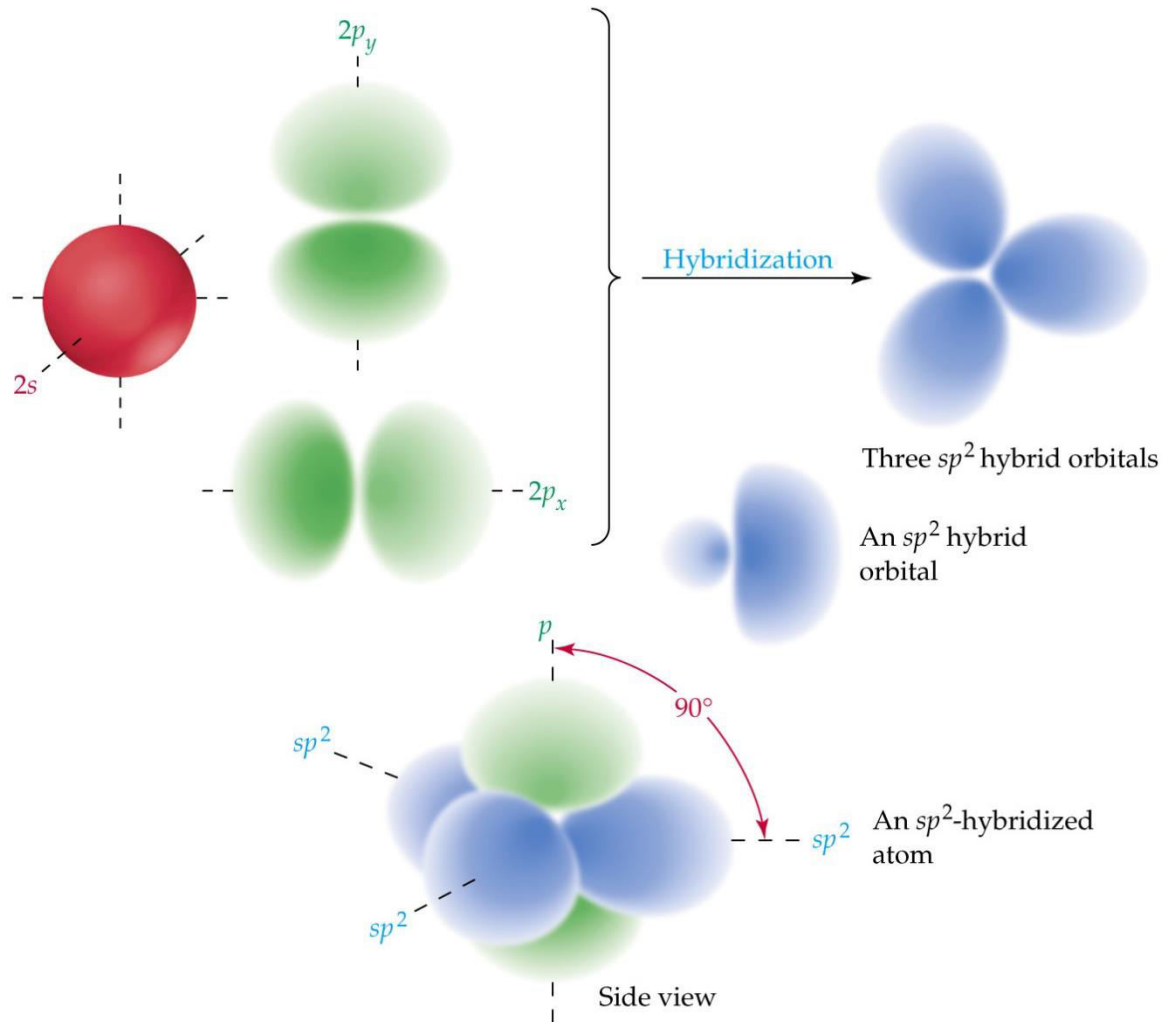 2p_y
2s
2p_x
Hybridization
Three sp² hybrid orbitals
An sp² hybrid
orbital
p
90°
sp²
sp²
sp²
An sp²-hybridized
atom
Side view